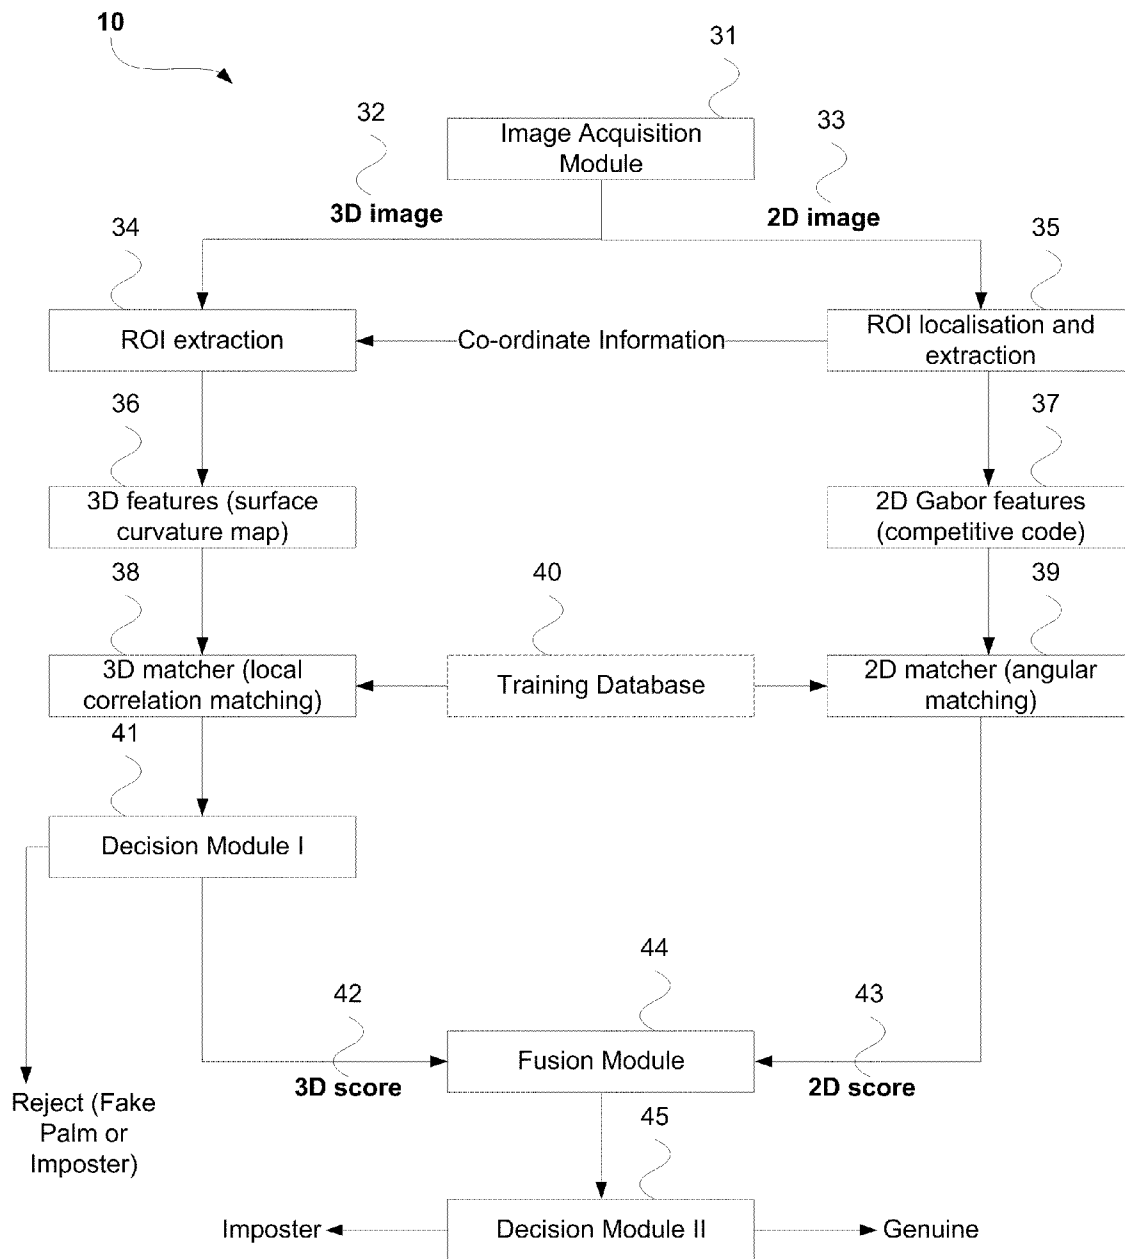 10
31
32
33
Image Acquisition
Module
3D image
2D image
34
35
ROI extraction
Co-ordinate Information
ROI localisation and
extraction
36
37
3D features (surface
curvature map)
2D Gabor features
(competitive code)
38
40
39
3D matcher (local
correlation matching)
Training Database
2D matcher (angular
matching)
41
Decision Module I
44
42
43
Fusion Module
3D score
2D score
Reject (Fake
Palm or
Imposter)
45
Imposter
Decision Module II
Genuine